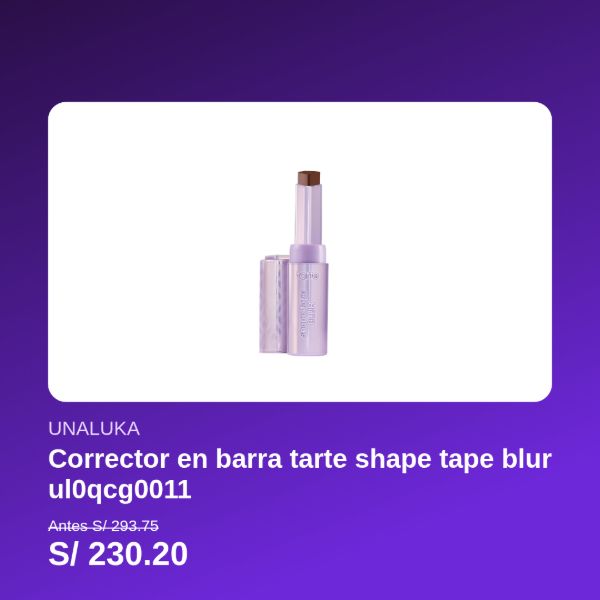 UNALUKA
Corrector en barra tarte shape tape blur
ul0qcg0011
Antes S/ 293.75
S/ 230.20